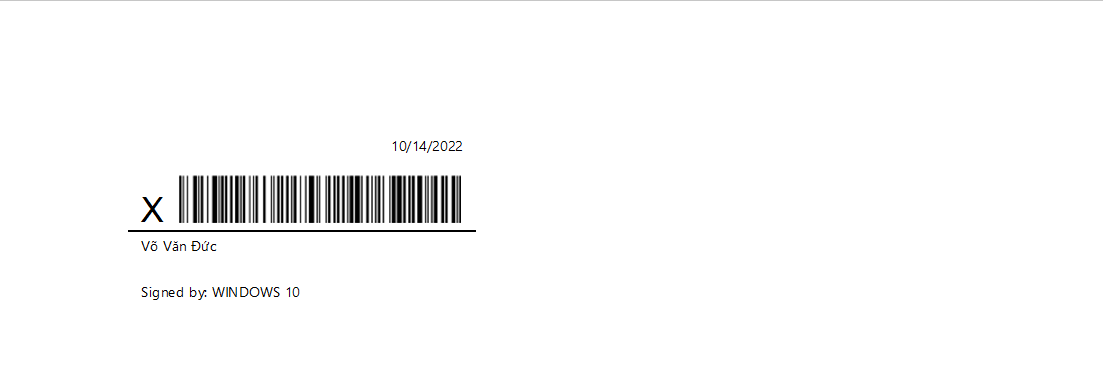 10/14/2022
X
Võ Văn Đức
Signed by: WINDOWS 10